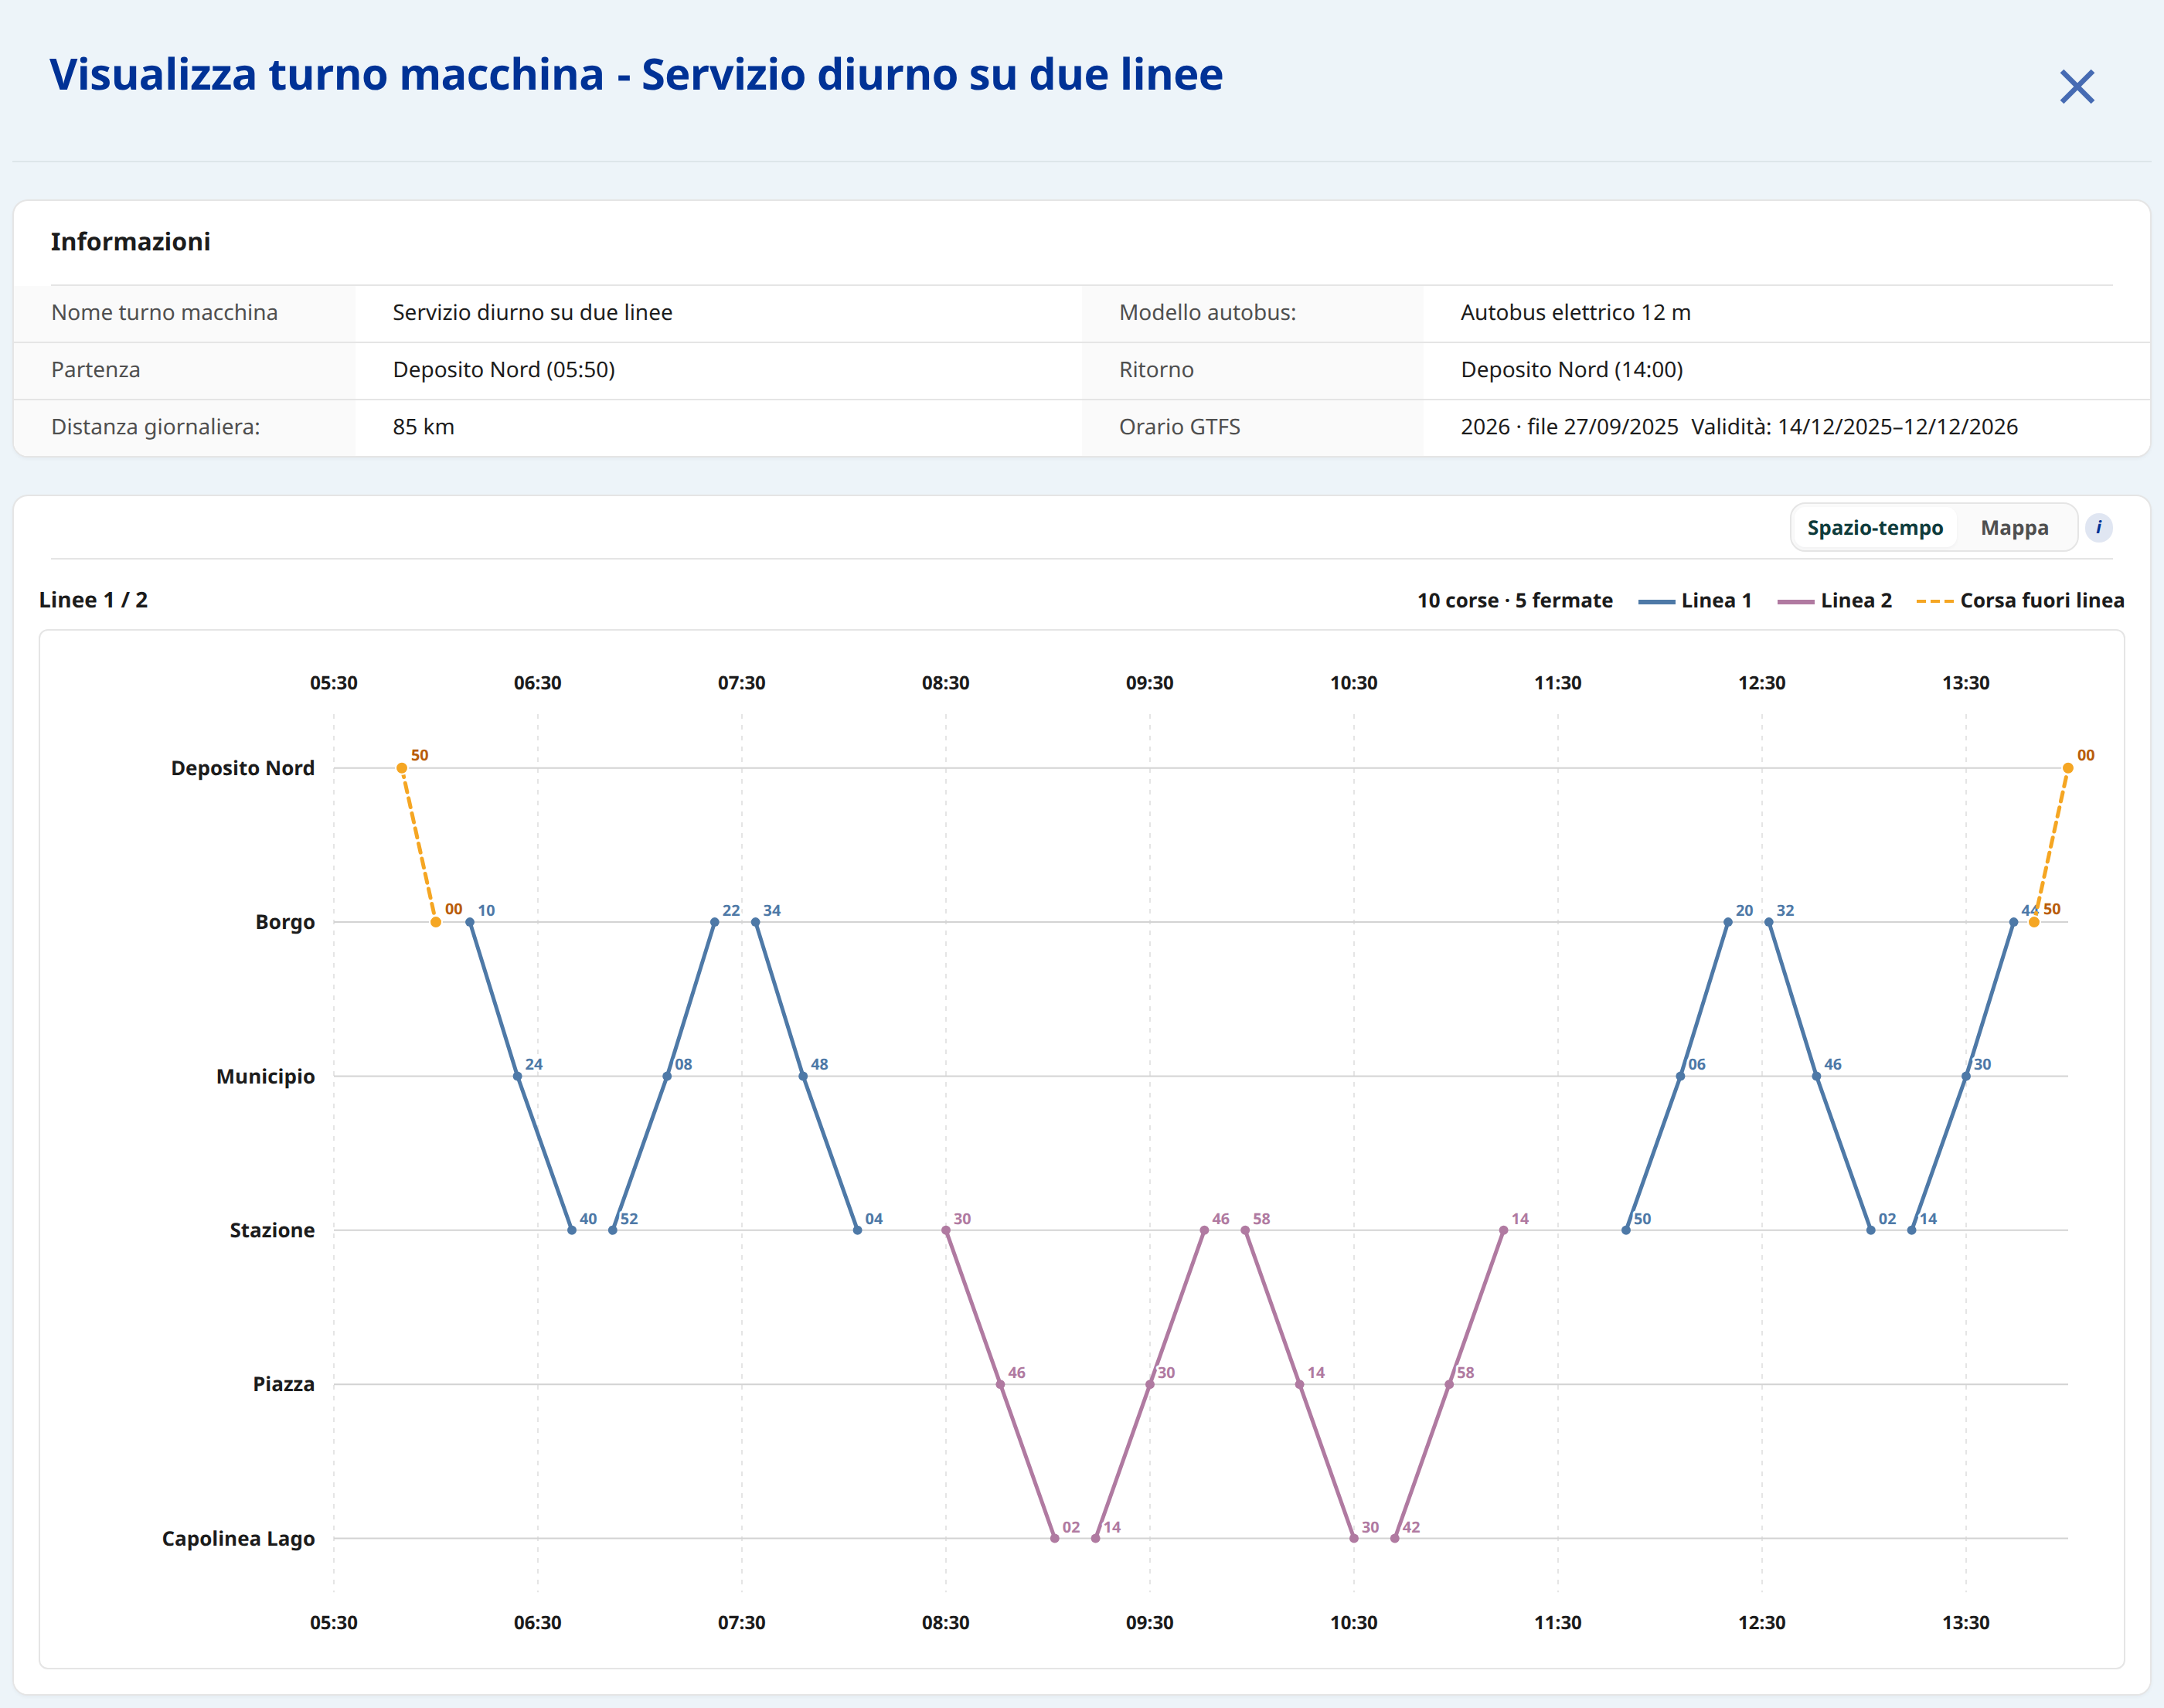 Visualizza turno macchina - Servizio diurno su due linee
Informazioni
Nome turno macchina Servizio diurno su due linee Modello autobus: Autobus elettrico 12 m
Partenza Deposito Nord (05:50) Ritorno Deposito Nord (14:00)
Distanza giornaliera: 85 km Orario GTFS 2026 · file 27/09/2025 Validità: 14/12/2025–12/12/2026
Spazio-tempo Mappa i
Linee 1 / 2 10 corse · 5 fermate Linea 1 Linea 2 Corsa fuori linea
05:30 06:30 07:30 08:30 09:30 10:30 11:30 12:30 13:30
50 00
Deposito Nord
00 10 22 34 20 32 44 50
Borgo
24 08 48 06 46 30
Municipio
40 52 04 30 46 58 14 50 02 14
Stazione
46 30 14 58
Piazza
02 14 30 42
Capolinea Lago
05:30 06:30 07:30 08:30 09:30 10:30 11:30 12:30 13:30